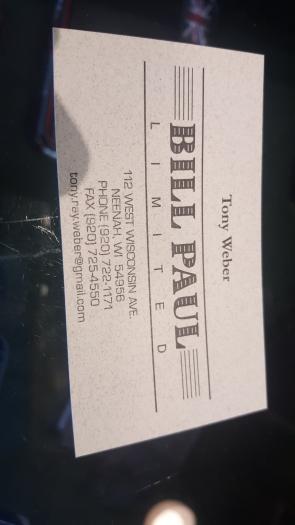 Tony Weber
BILL PAUL
LIMITED
112 WEST WISCONSIN AVE.
NEENAH, WI 54956
PHONE (920) 722-1171
FAX (920) 725-4550
tony.ray.weber@gmail.com